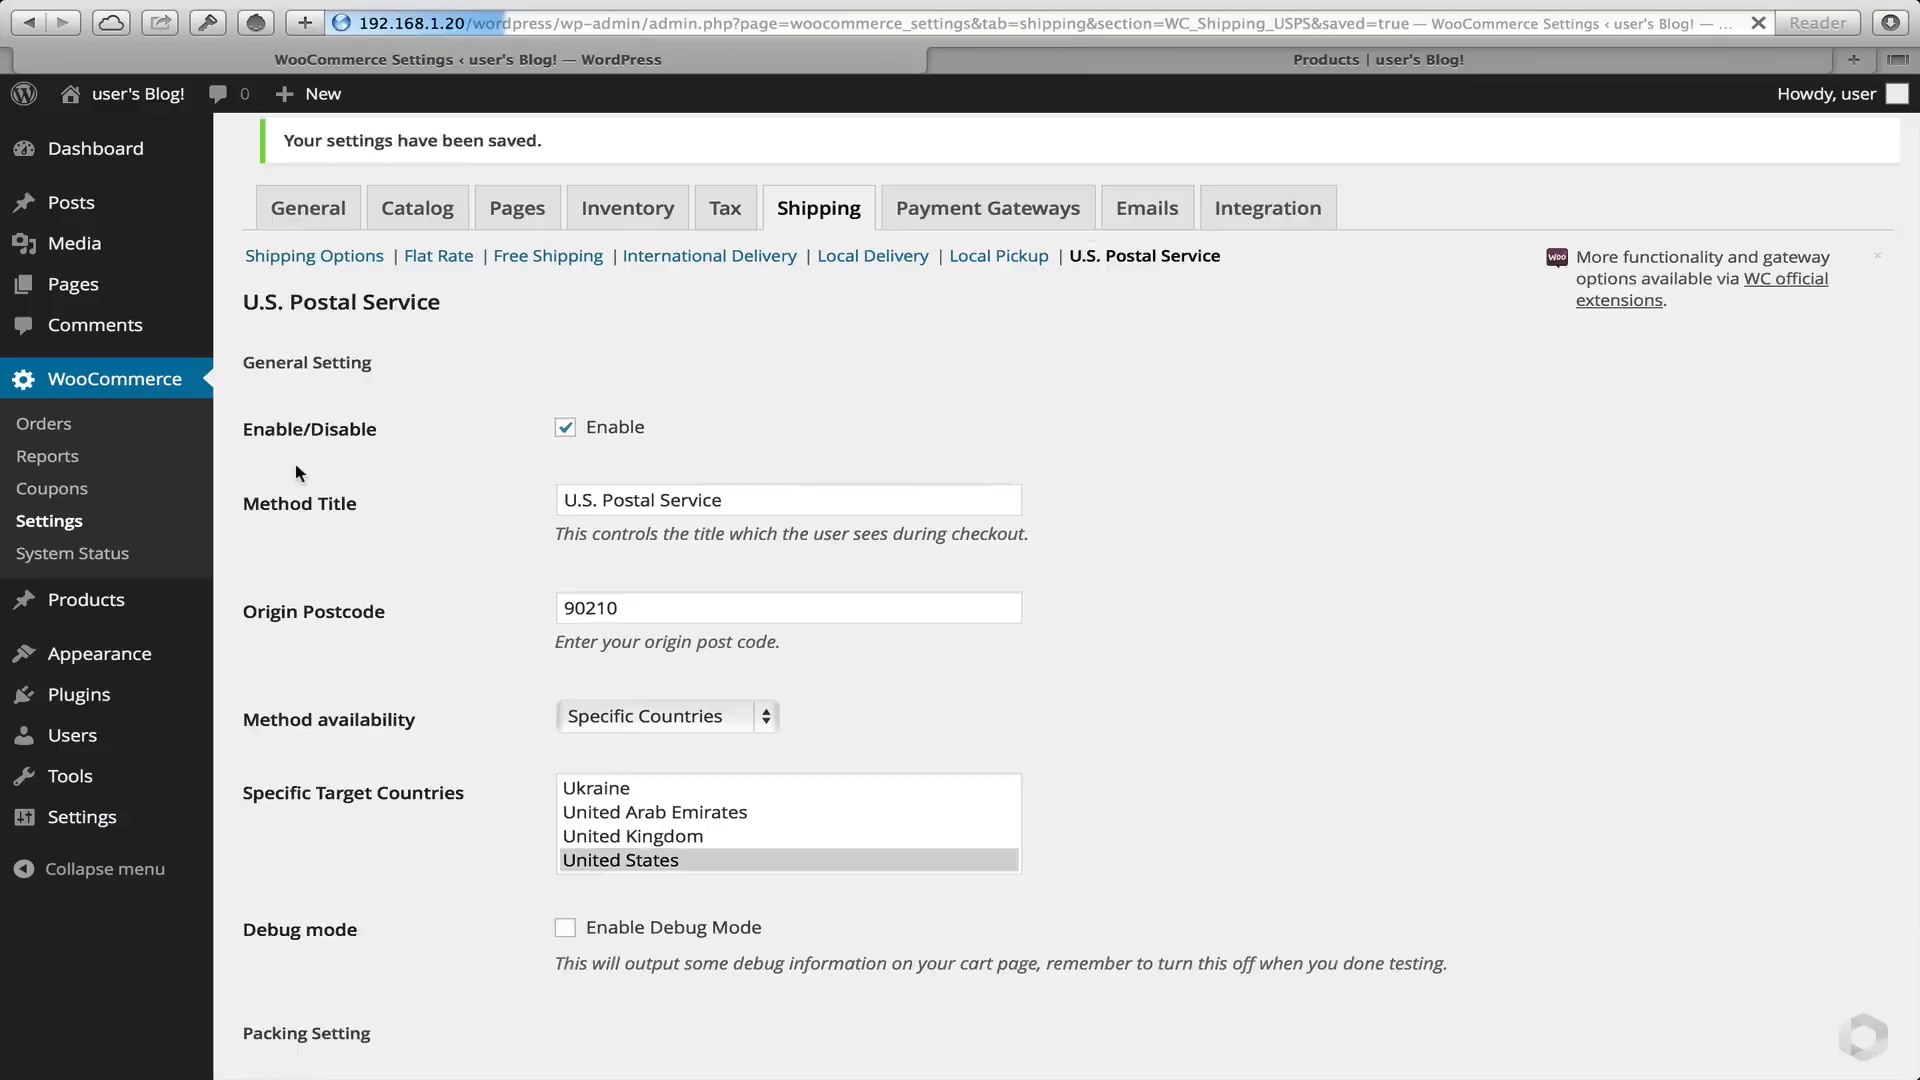 192.168.1.20/wordpress/wp-admin/admin.php?page=woocommerce_settings&tab=shipping&section=WC_Shipping_USPS&saved=true — WooCommerce Settings ‹ user's Blog! — ...
Reader
WooCommerce Settings ‹ user's Blog! — WordPress
Products | user's Blog!
user's Blog!
0
New
Howdy, user
Dashboard
Posts
Media
Pages
Comments
WooCommerce
Orders
Reports
Coupons
Settings
System Status
Products
Appearance
Plugins
Users
Tools
Settings
Collapse menu
Your settings have been saved.
General
Catalog
Pages
Inventory
Tax
Shipping
Payment Gateways
Emails
Integration
Shipping Options | Flat Rate | Free Shipping | International Delivery | Local Delivery | Local Pickup | U.S. Postal Service
Woo
More functionality and gateway
options available via WC official
extensions.
U.S. Postal Service
General Setting
Enable/Disable
Enable
Method Title
U.S. Postal Service
This controls the title which the user sees during checkout.
Origin Postcode
90210
Enter your origin post code.
Method availability
Specific Countries
Specific Target Countries
Ukraine
United Arab Emirates
United Kingdom
United States
Debug mode
Enable Debug Mode
This will output some debug information on your cart page, remember to turn this off when you done testing.
Packing Setting